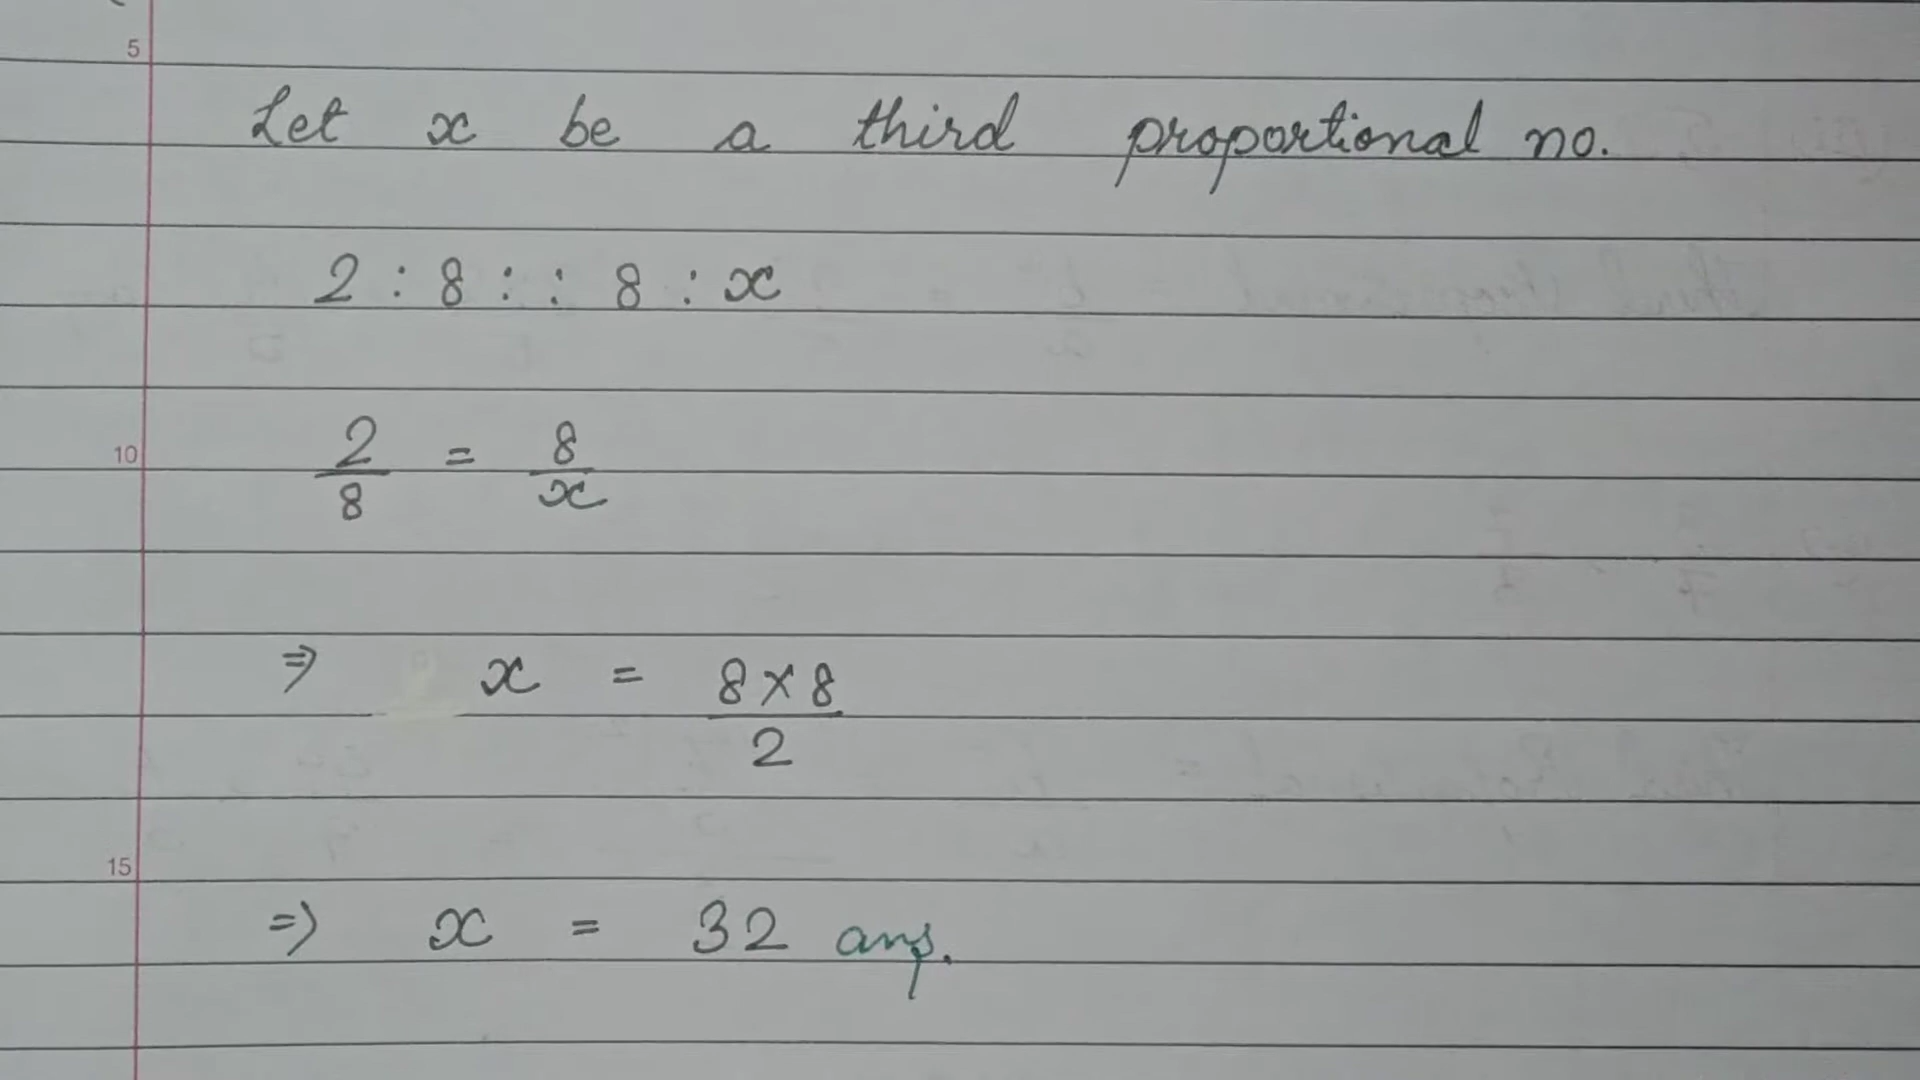 5
Let x be a third proportional no.
2 : 8 : : 8 : x
10
2/8 = 8/x
⇒ x = 8×8/2
15
⇒ x = 32 ans.